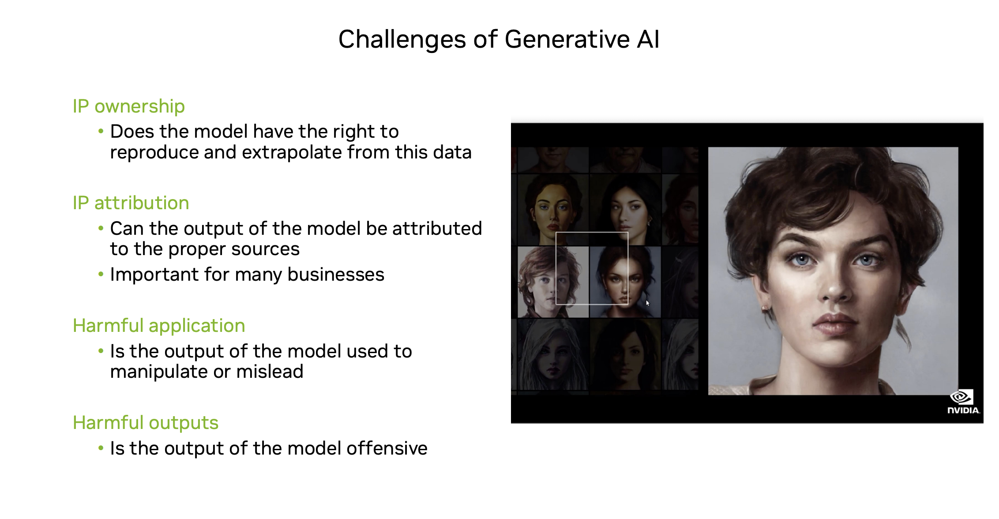 Challenges of Generative AI
IP ownership
• Does the model have the right to
reproduce and extrapolate from this data
IP attribution
• Can the output of the model be attributed
to the proper sources
• Important for many businesses
Harmful application
• Is the output of the model used to
manipulate or mislead
Harmful outputs
• Is the output of the model offensive
NVIDIA.